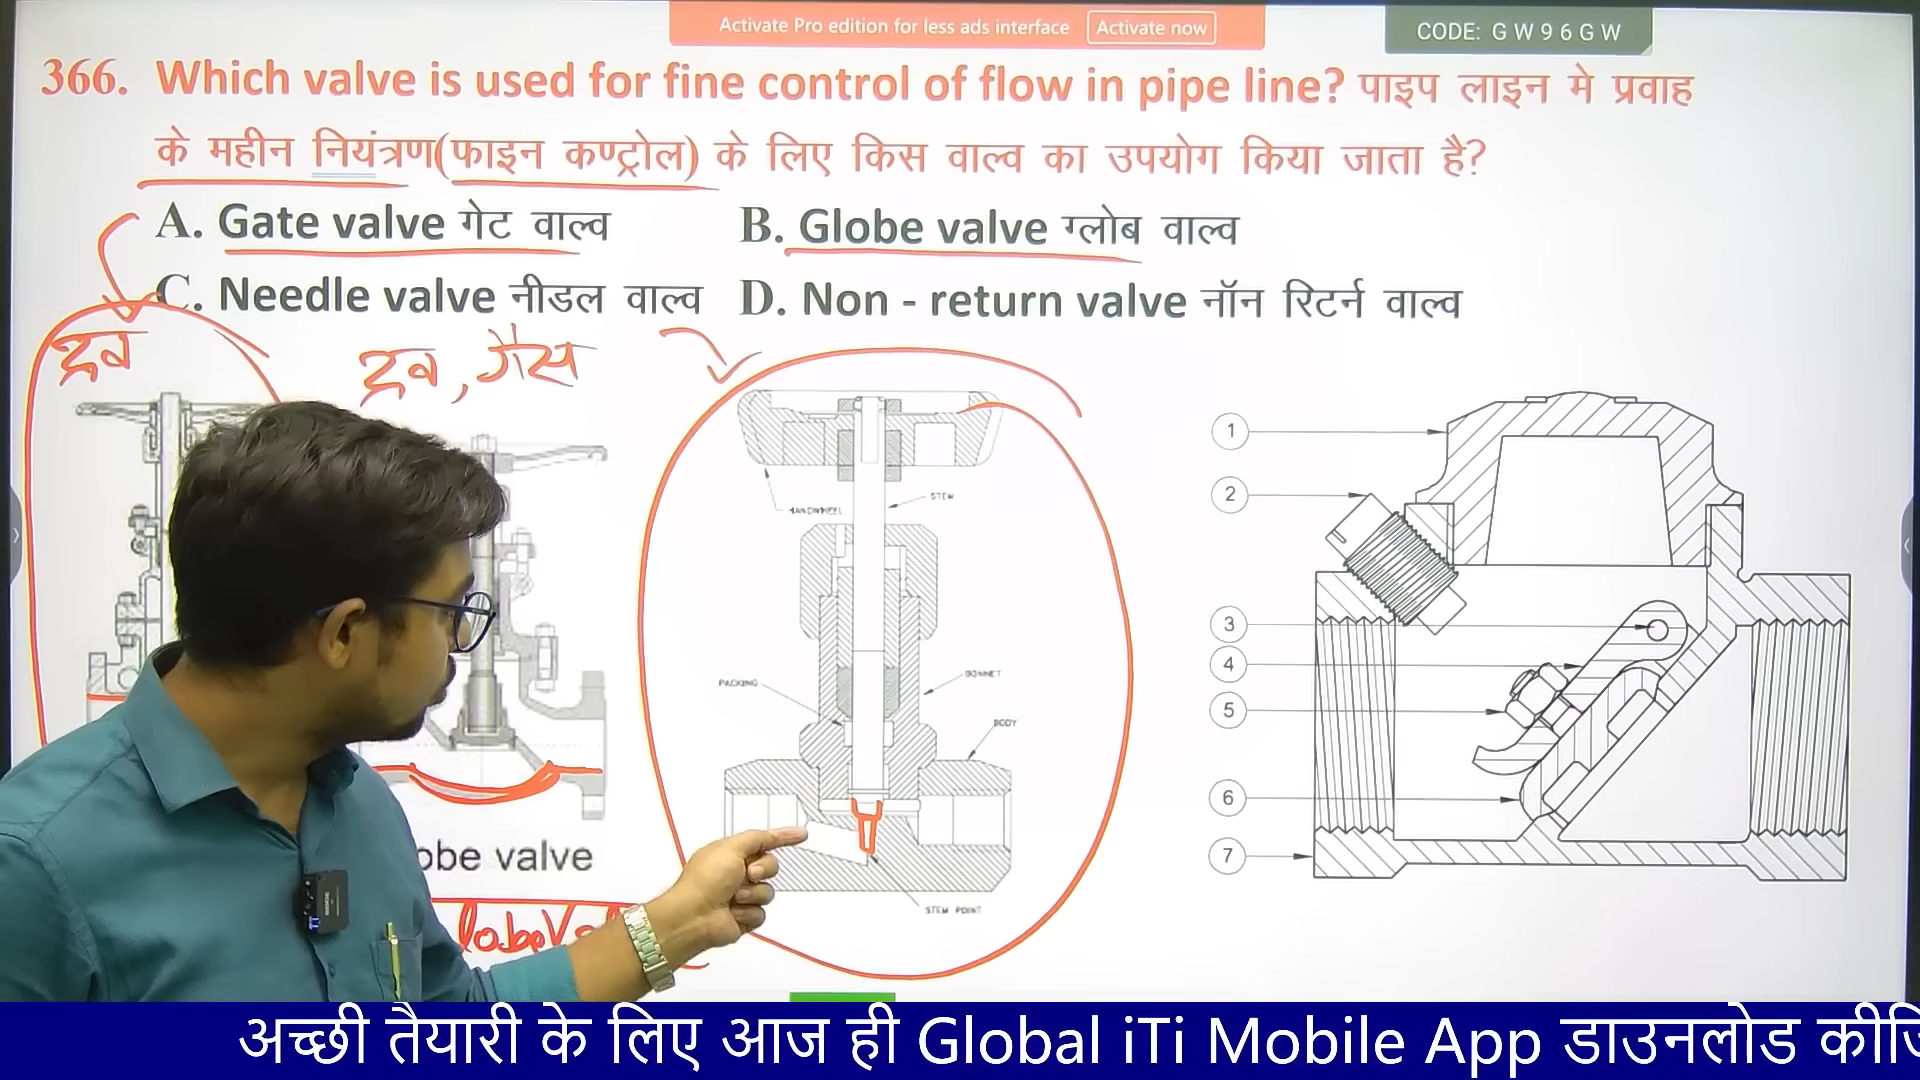 Activate Pro edition for less ads interface Activate now
CODE: G W 9 6 G W
366. Which valve is used for fine control of flow in pipe line? पाइप लाइन मे प्रवाह
के महीन नियंत्रण(फाइन कण्ट्रोल) के लिए किस वाल्व का उपयोग किया जाता है?
A. Gate valve गेट वाल्व B. Globe valve ग्लोब वाल्व
C. Needle valve नीडल वाल्व D. Non - return valve नॉन रिटर्न वाल्व
द्रव
द्रव, गैस
HANDWHEEL
STEM
PACKING
BONNET
BODY
STEM POINT
1
2
3
4
5
6
7
obe valve
अच्छी तैयारी के लिए आज ही Global iTi Mobile App डाउनलोड